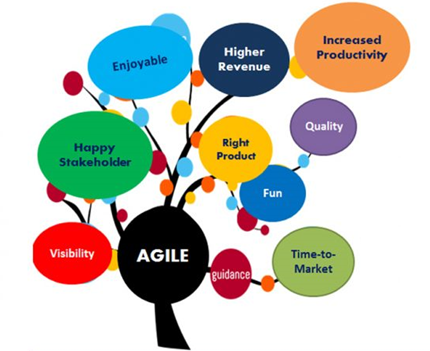 Enjoyable
Higher
Revenue
Increased
Productivity
Happy
Stakeholder
Right
Product
Quality
Fun
Visibility
AGILE
guidance
Time-to-
Market